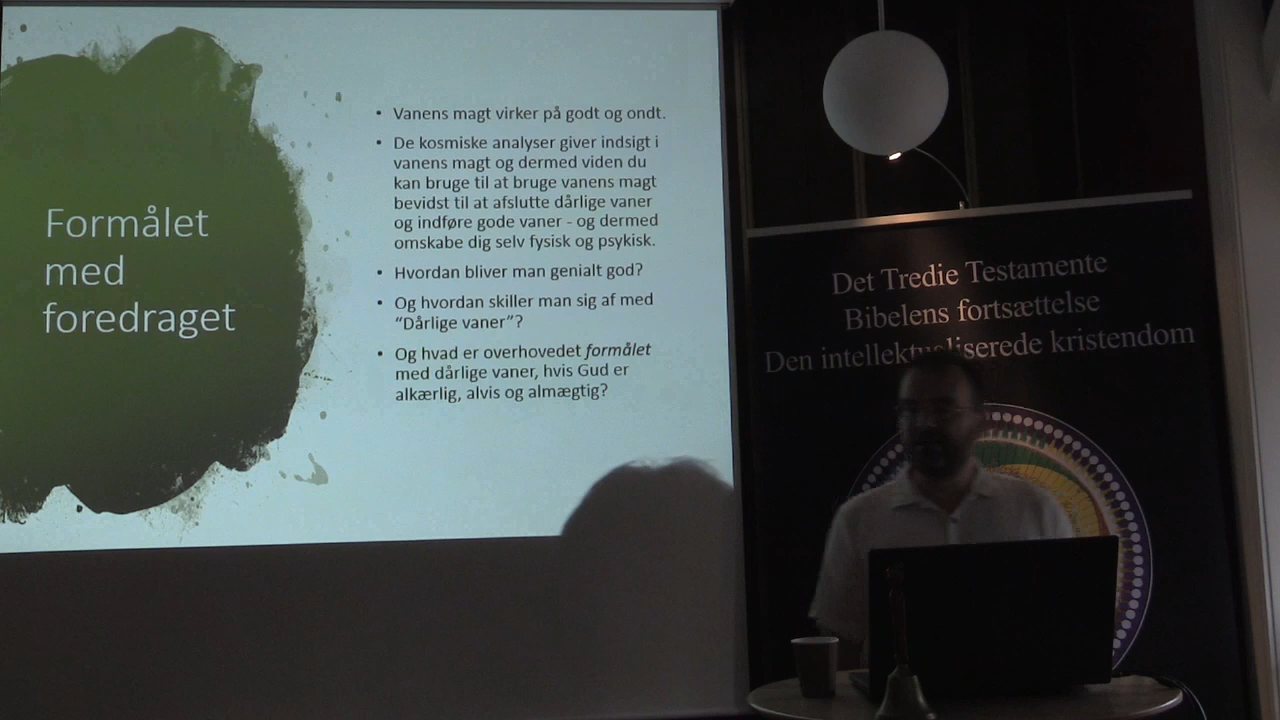 Formålet
med
foredraget
• Vanens magt virker på godt og ondt.
• De kosmiske analyser giver indsigt i
vanens magt og dermed viden du
kan bruge til at bruge vanens magt
bevidst til at afslutte dårlige vaner
og indføre gode vaner - og dermed
omskabe dig selv fysisk og psykisk.
• Hvordan bliver man genialt god?
• Og hvordan skiller man sig af med
“Dårlige vaner”?
• Og hvad er overhovedet formålet
med dårlige vaner, hvis Gud er
alkærlig, alvis og almægtig?
Det Tredie Testamente
Bibelens fortsættelse
Den intellektualiserede kristendom